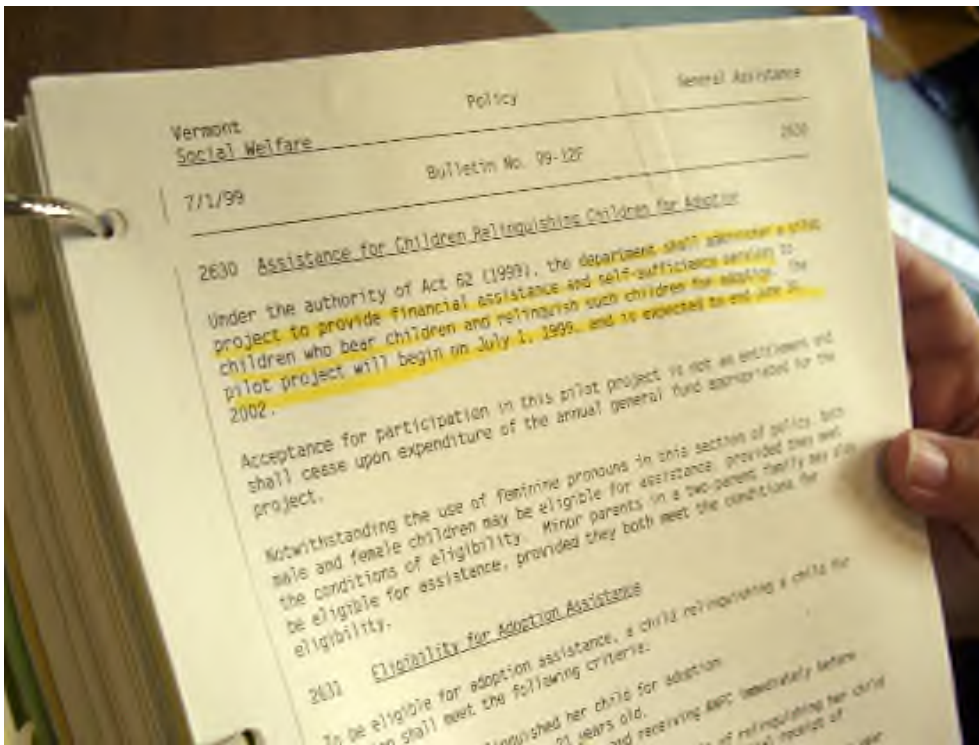 Vermont Policy General Assistance
Social Welfare 2630
7/1/99 Bulletin No. 99-12F
2630 Assistance for Children Relinquishing Children for Adoption
Under the authority of Act 62 (1999), the department shall administer a pilot
project to provide financial assistance and self-sufficiency services to
children who bear children and relinquish such children for adoption. The
pilot project will begin on July 1, 1999, and is expected to end June 30,
2002.
Acceptance for participation in this pilot project is not an entitlement and
shall cease upon expenditure of the annual general fund appropriated for the
project.
Notwithstanding the use of feminine pronouns in this section of policy, both
male and female children may be eligible for assistance, provided they meet
the conditions of eligibility. Minor parents in a two-parent family may also
be eligible for assistance, provided they both meet the conditions for
eligibility.
Eligibility for Adoption Assistance
To be eligible for adoption assistance, a child relinquishing a child for
shall meet the following criteria:
her child for adoption
21 years old.
and receiving ANFC immediately before
of relinquishing her child
receipt of